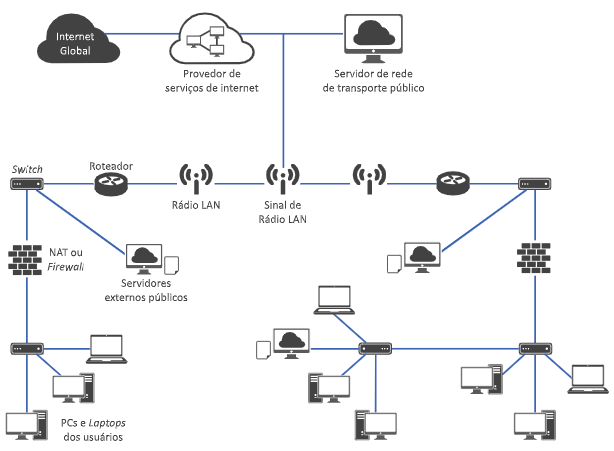 Internet
Global
Provedor de
serviços de internet
Servidor de rede
de transporte público
Switch
Roteador
Rádio LAN
Sinal de
Rádio LAN
NAT ou
Firewall
Servidores
externos públicos
PCs e Laptops
dos usuários